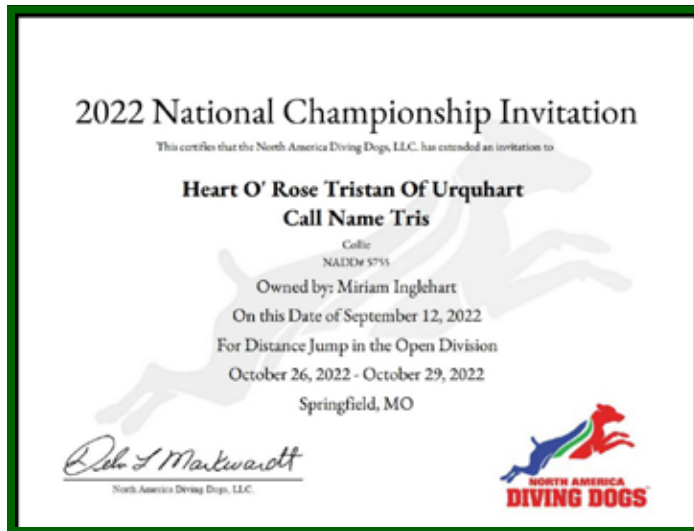 2022 National Championship Invitation
This certifies that the North America Diving Dogs, LLC. has extended an invitation to
Heart O' Rose Tristan Of Urquhart
Call Name Tris
Collie
NADD# 5755
Owned by: Miriam Inglehart
On this Date of September 12, 2022
For Distance Jump in the Open Division
October 26, 2022 - October 29, 2022
Springfield, MO
Deb L Markwardt
North America Diving Dogs, LLC.
NORTH AMERICA
DIVING DOGS